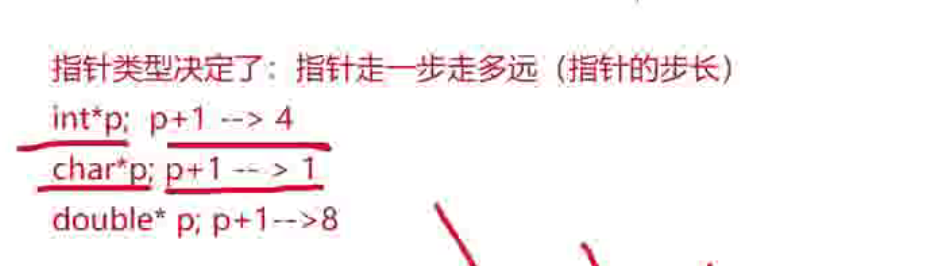 指针类型决定了：指针走一步走多远（指针的步长）
int*p; p+1 --> 4
char*p; p+1 -- > 1
double* p; p+1-->8